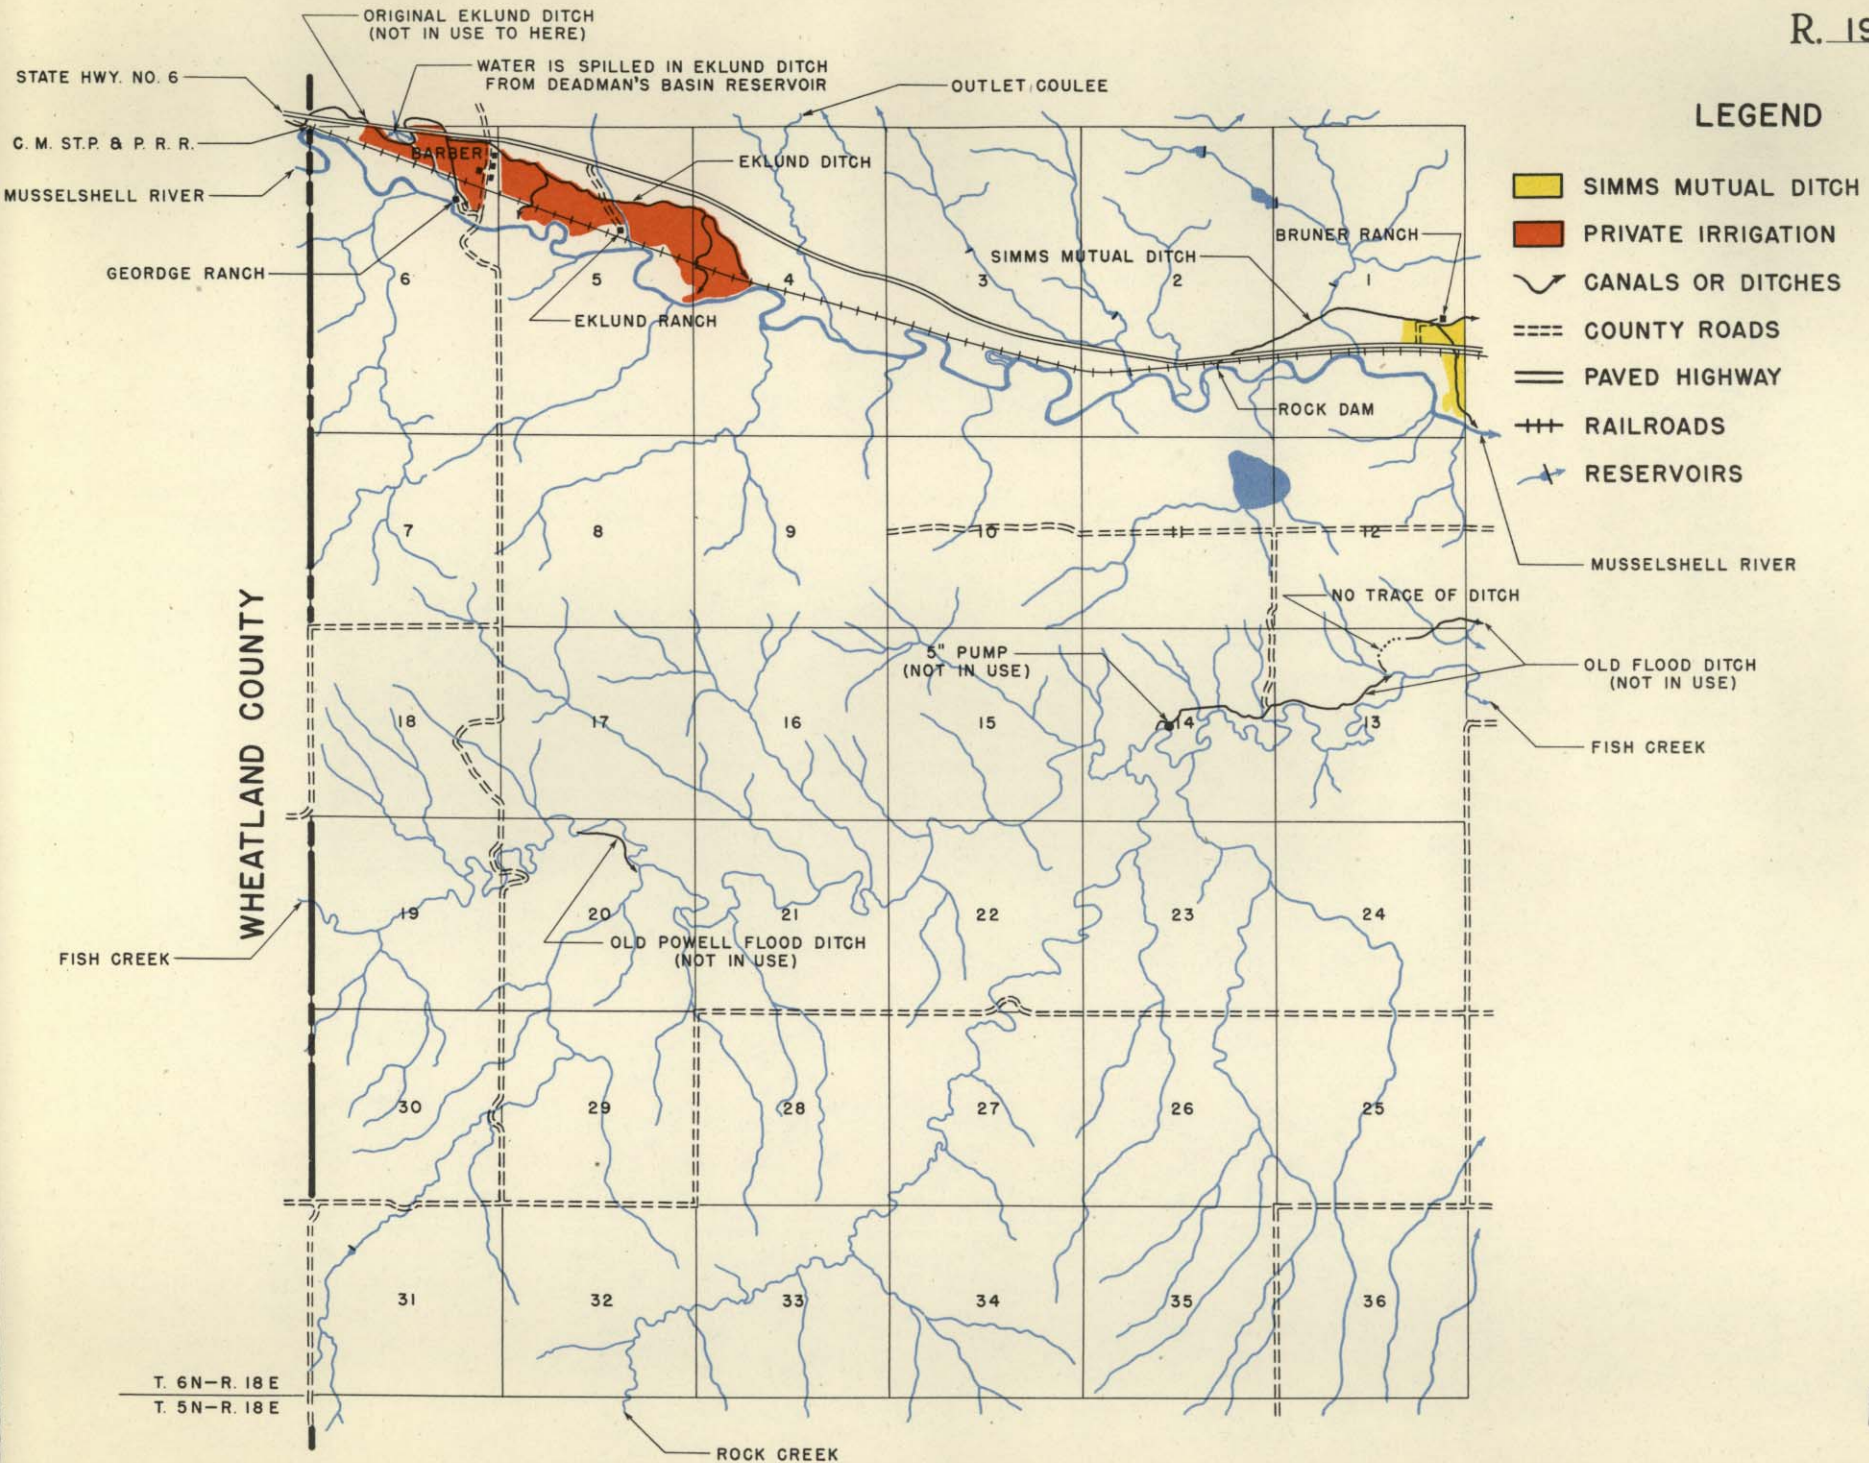 R. 19
ORIGINAL EKLUND DITCH
(NOT IN USE TO HERE)
STATE HWY. NO. 6
WATER IS SPILLED IN EKLUND DITCH
FROM DEADMAN'S BASIN RESERVOIR
OUTLET COULEE
C. M. ST. P. & P. R. R.
BARBER
EKLUND DITCH
MUSSELSHELL RIVER
GEORDGE RANCH
SIMMS MUTUAL DITCH
BRUNER RANCH
6
5
4
3
2
1
EKLUND RANCH
ROCK DAM
LEGEND
SIMMS MUTUAL DITCH
PRIVATE IRRIGATION
CANALS OR DITCHES
COUNTY ROADS
PAVED HIGHWAY
RAILROADS
RESERVOIRS
7
8
9
10
11
12
MUSSELSHELL RIVER
WHEATLAND COUNTY
NO TRACE OF DITCH
5" PUMP
(NOT IN USE)
OLD FLOOD DITCH
(NOT IN USE)
18
17
16
15
14
13
FISH CREEK
19
20
21
22
23
24
OLD POWELL FLOOD DITCH
(NOT IN USE)
FISH CREEK
30
29
28
27
26
25
31
32
33
34
35
36
T. 6N–R. 18E
T. 5N–R. 18E
ROCK CREEK